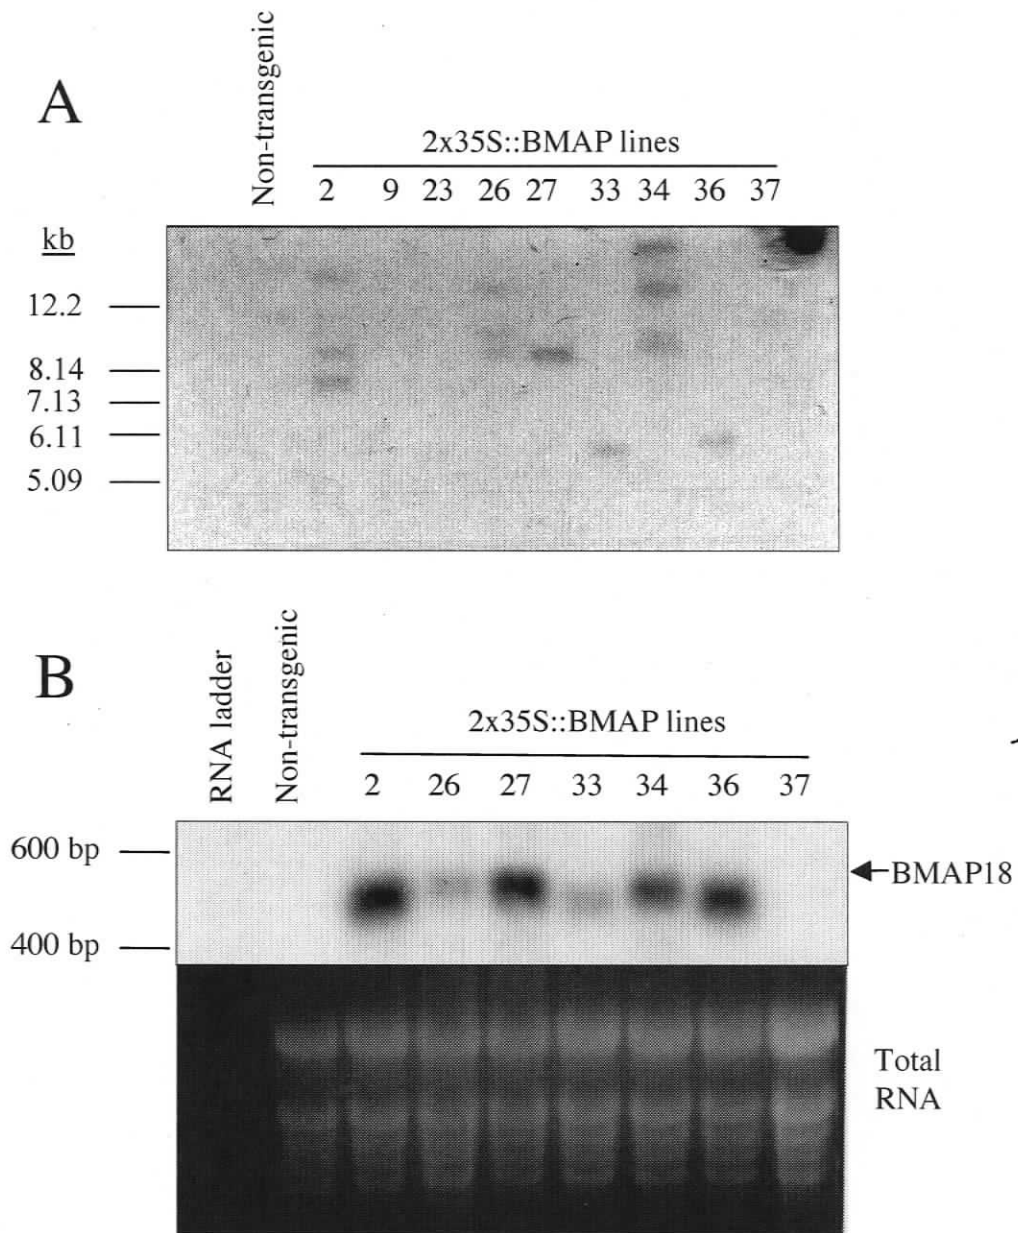 A
Non-transgenic
2x35S::BMAP lines
2 9 23 26 27 33 34 36 37
kb
12.2
8.14
7.13
6.11
5.09
B
RNA ladder
Non-transgenic
2x35S::BMAP lines
2 26 27 33 34 36 37
600 bp
BMAP18
400 bp
Total
RNA